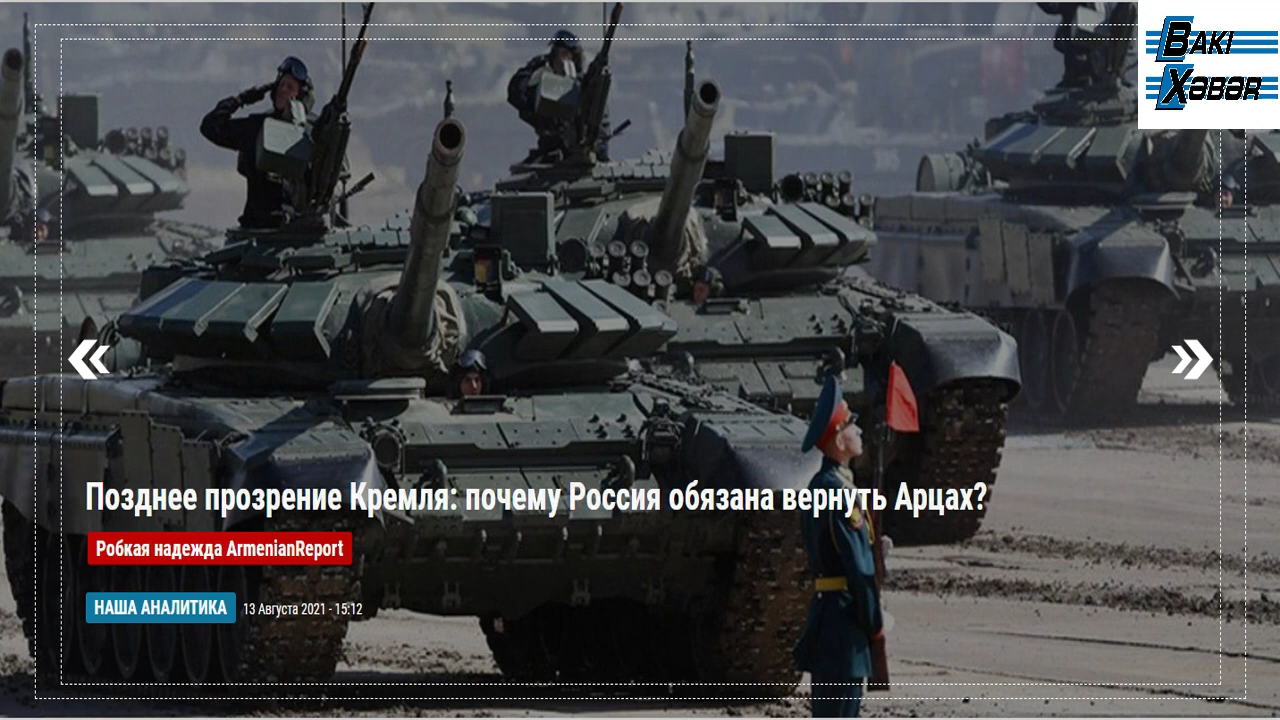 BAKI
XƏBƏR
Позднее прозрение Кремля: почему Россия обязана вернуть Арцах?
Робкая надежда ArmenianReport
НАША АНАЛИТИКА 13 Августа 2021 - 15:12